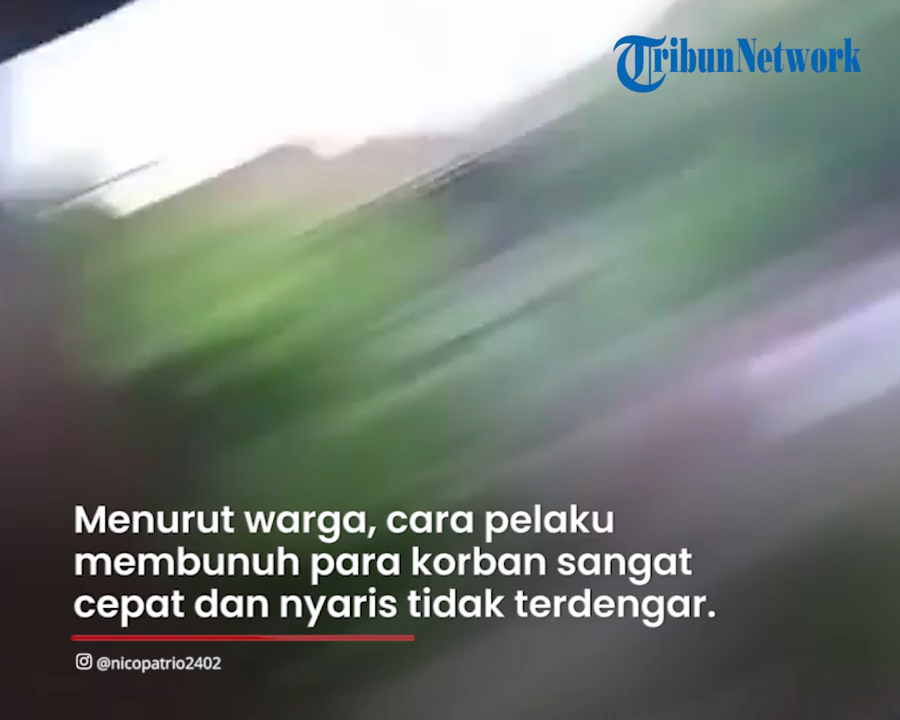 TribunNetwork
Menurut warga, cara pelaku
membunuh para korban sangat
cepat dan nyaris tidak terdengar.
@nicopatrio2402